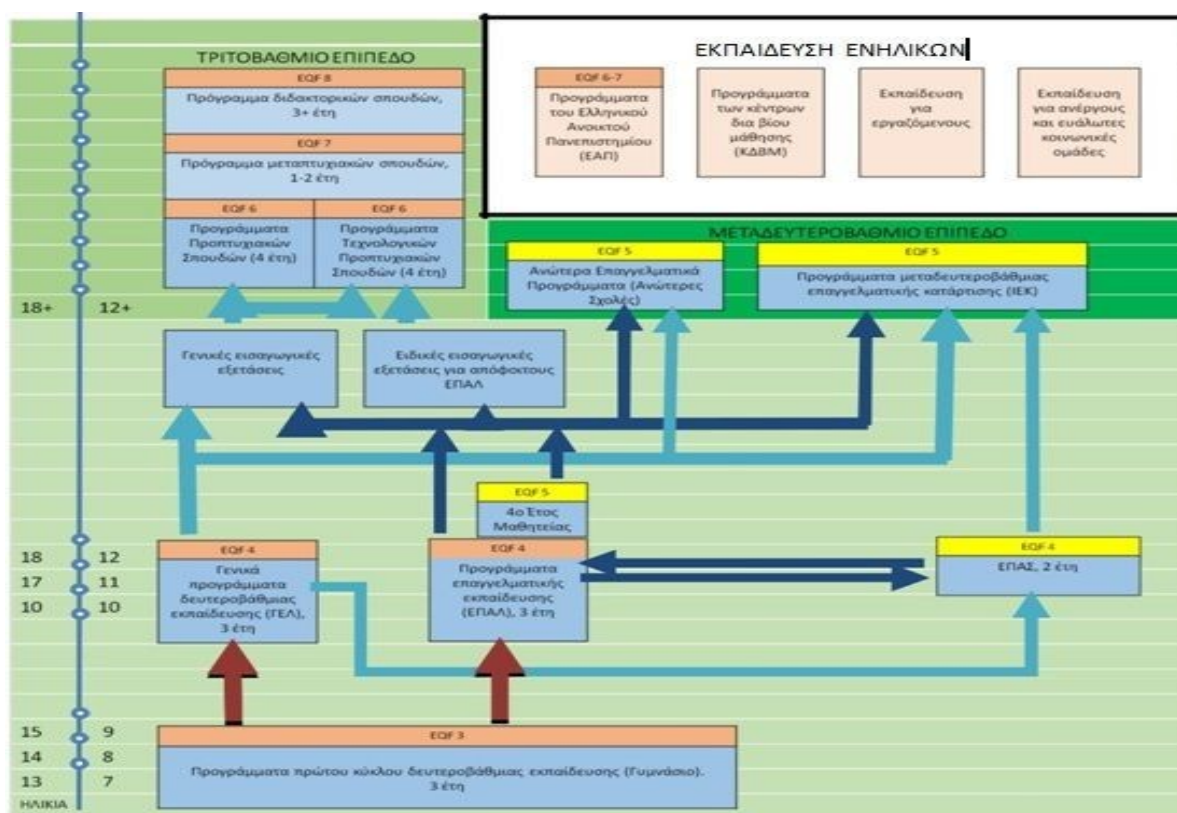 ΤΡΙΤΟΒΑΘΜΙΟ ΕΠΙΠΕΔΟ
EQF 8
Πρόγραμμα διδακτορικών σπουδών,
3+ έτη
EQF 7
Πρόγραμμα μεταπτυχιακών σπουδών,
1-2 έτη
EQF 6
Προγράμματα
Προπτυχιακών
Σπουδών (4 έτη)
EQF 6
Προγράμματα
Τεχνολογικών
Προπτυχιακών
Σπουδών (4 έτη)
ΕΚΠΑΙΔΕΥΣΗ ΕΝΗΛΙΚΩΝ
EQF 6-7
Προγράμματα
του Ελληνικού
Ανοικτού
Πανεπιστημίου
(ΕΑΠ)
Προγράμματα
των κέντρων
δια βίου
μάθησης
(ΚΔΒΜ)
Εκπαίδευση
για
εργαζόμενους
Εκπαίδευση
για ανέργους
και ευάλωτες
κοινωνικές
ομάδες
ΜΕΤΑΔΕΥΤΕΡΟΒΑΘΜΙΟ ΕΠΙΠΕΔΟ
EQF 5
Ανώτερα Επαγγελματικά
Προγράμματα (Ανώτερες
Σχολές)
EQF 5
Προγράμματα μεταδευτεροβάθμιας
επαγγελματικής κατάρτισης (ΙΕΚ)
18+ 12+
Γενικές εισαγωγικές
εξετάσεις
Ειδικές εισαγωγικές
εξετάσεις για απόφοιτους
ΕΠΑΛ
EQF 5
4ο Έτος
Μαθητείας
18 12
17 11
10 10
EQF 4
Γενικά
προγράμματα
δευτεροβάθμιας
εκπαίδευσης (ΓΕΛ),
3 έτη
EQF 4
Προγράμματα
επαγγελματικής
εκπαίδευσης
(ΕΠΑΛ), 3 έτη
EQF 4
ΕΠΑΣ, 2 έτη
15 9
14 8
13 7
ΗΛΙΚΙΑ
EQF 3
Προγράμματα πρώτου κύκλου δευτεροβάθμιας εκπαίδευσης (Γυμνάσιο).
3 έτη